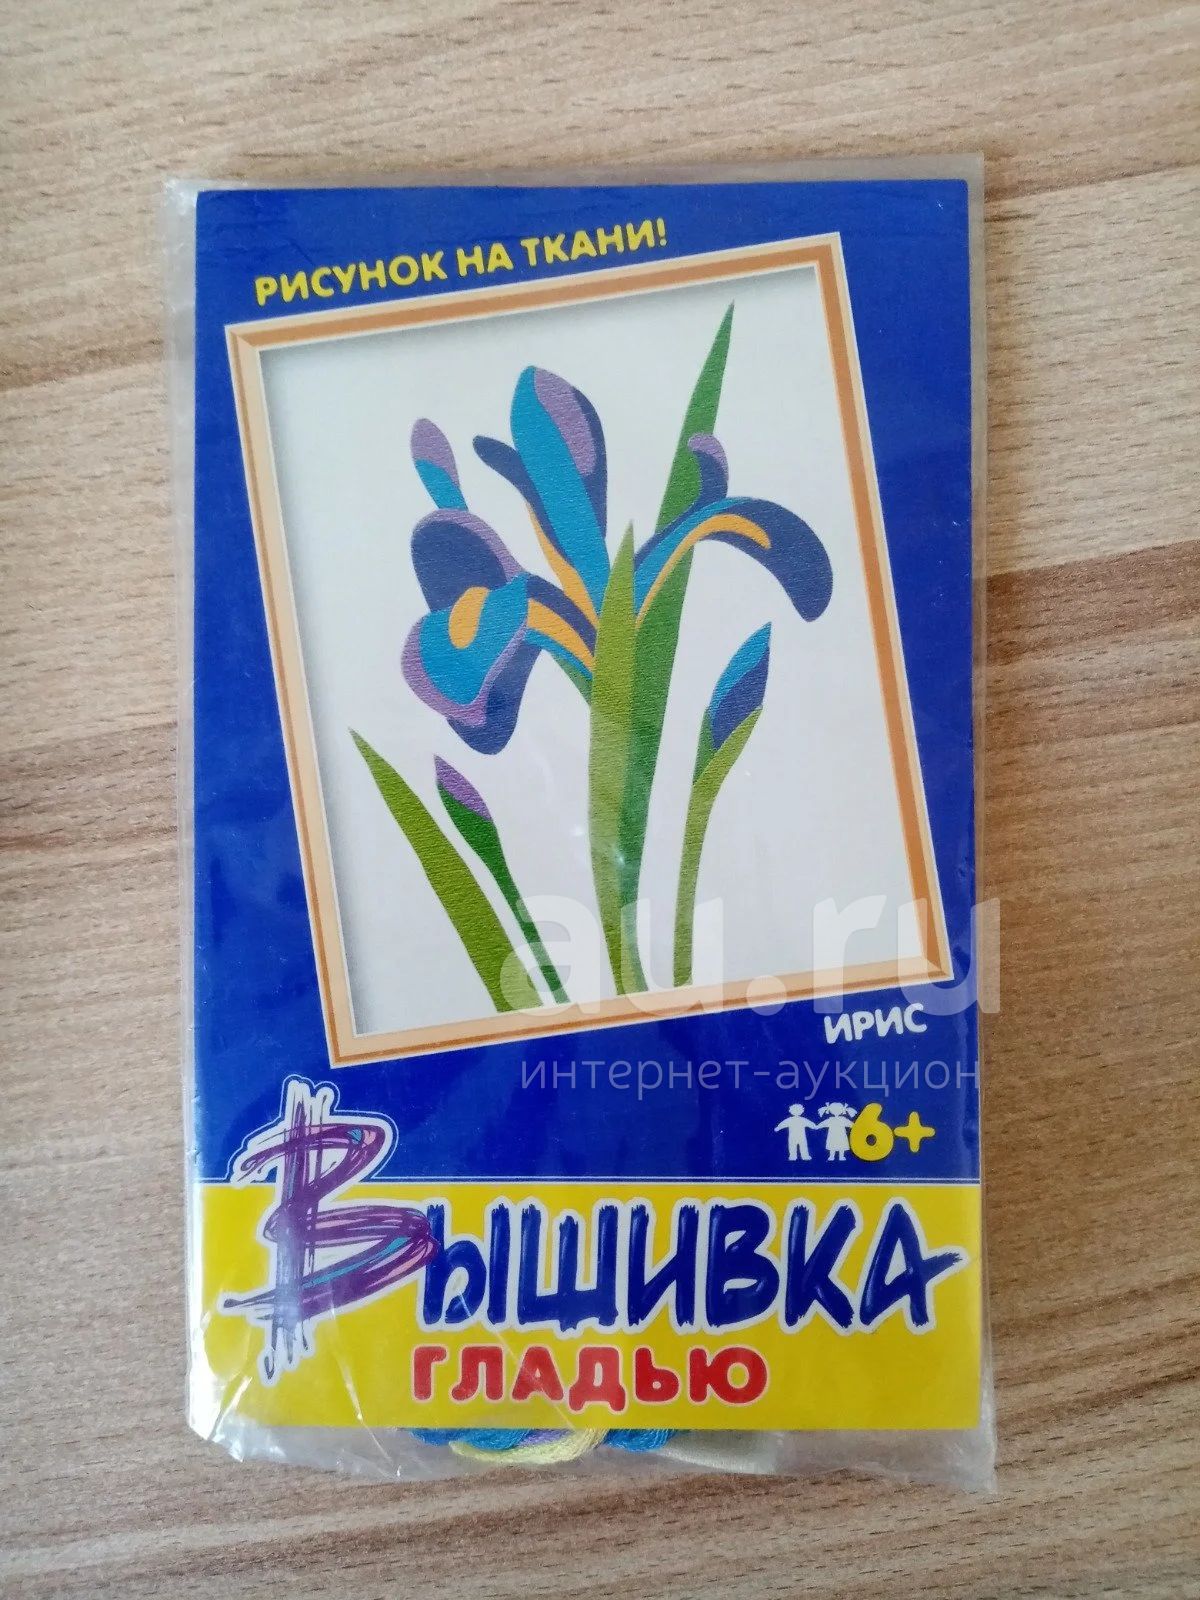 РИСУНОК НА ТКАНИ!
au.ru
ИРИС
интернет-аукцион
6+
ВЫШИВКА
ГЛАДЬЮ